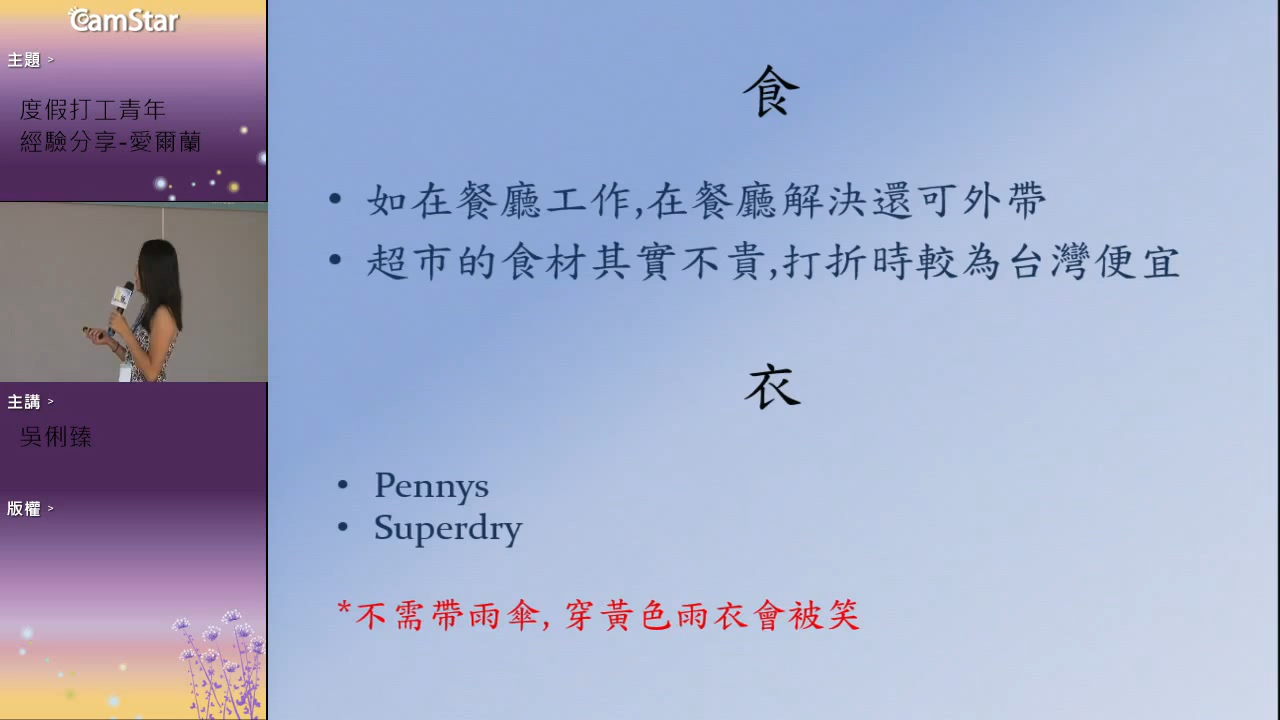 CamStar
主題 >
度假打工青年
經驗分享-愛爾蘭
主講 >
吳俐臻
版權 >
食
• 如在餐廳工作,在餐廳解決還可外帶
• 超市的食材其實不貴,打折時較為台灣便宜
衣
• Pennys
• Superdry
*不需帶雨傘, 穿黃色雨衣會被笑